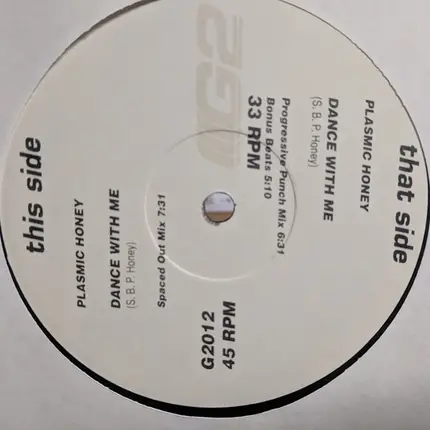 this side
PLASMIC HONEY
DANCE WITH ME
(S. B. P. Honey)
Spaced Out Mix 7:31
G2012
45 RPM
that side
PLASMIC HONEY
DANCE WITH ME
(S. B. P. Honey)
Progressive Punch Mix 6:31
Bonus Beats 5:10
33 RPM
G2